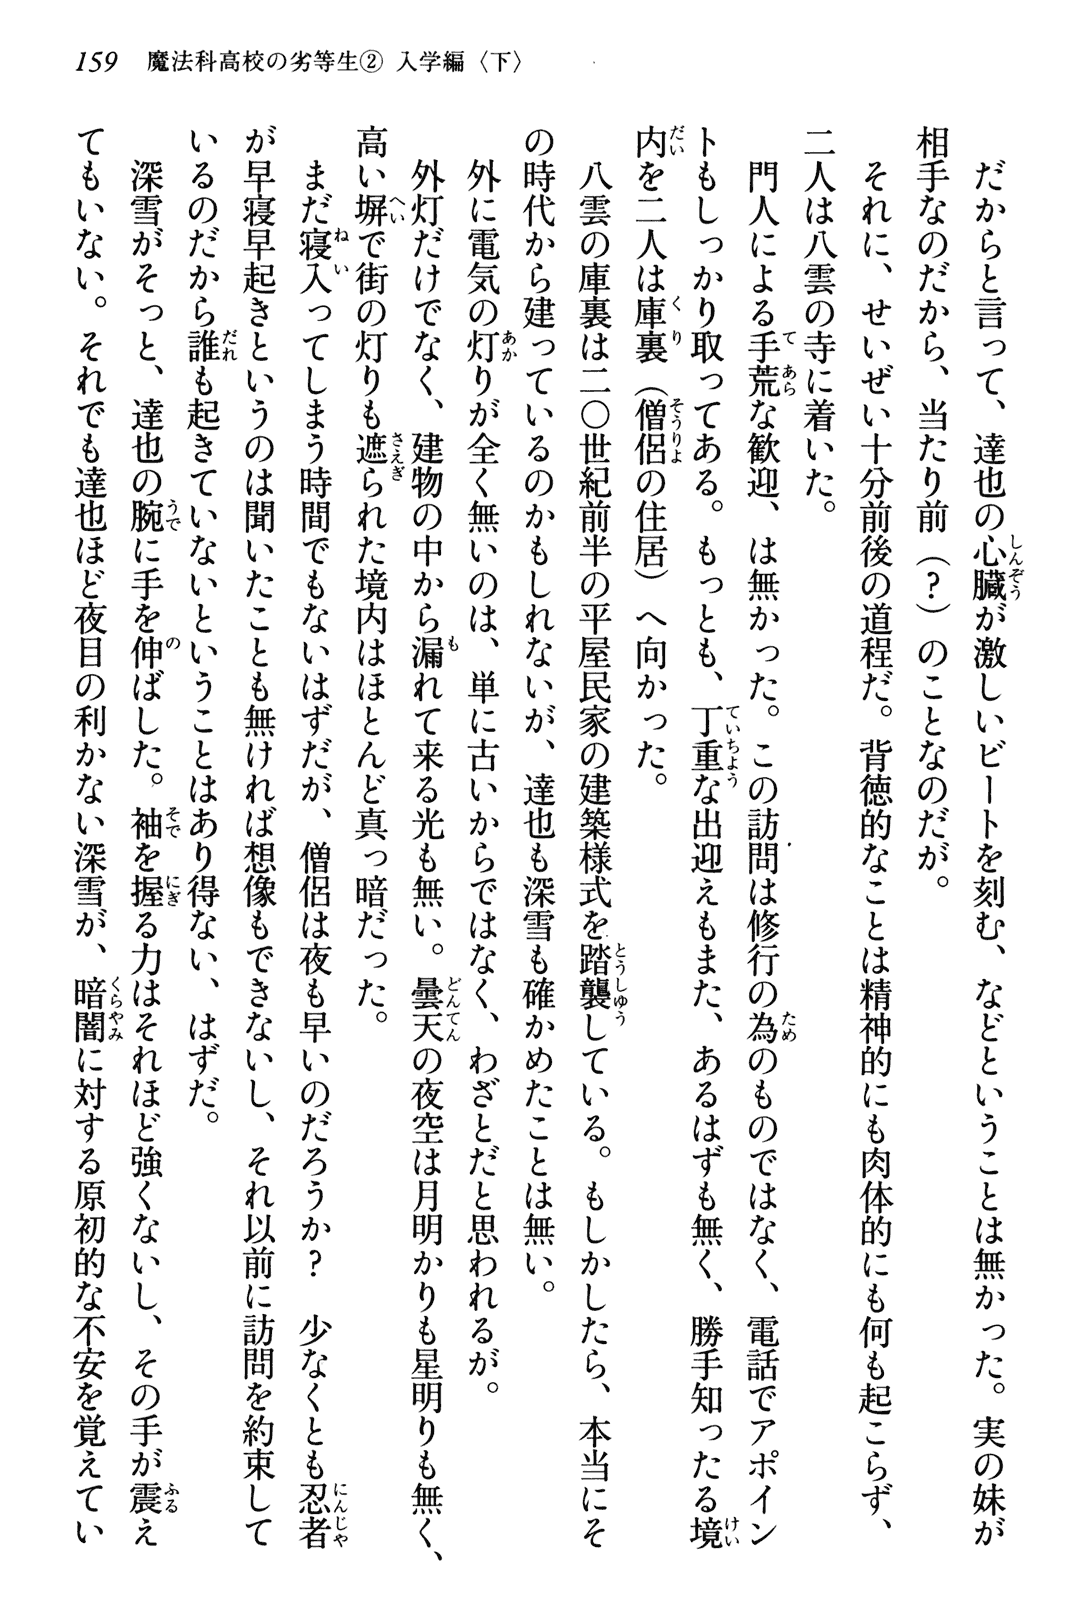 159 魔法科高校の劣等生② 入学編〈下〉
だからと言って、達也の心臓が激しいビートを刻む、などということは無かった。実の妹が
相手なのだから、当たり前（？）のことなのだが。
それに、せいぜい十分前後の道程だ。背徳的なことは精神的にも肉体的にも何も起こらず、
二人は八雲の寺に着いた。
門人による手荒な歓迎、は無かった。この訪問は修行の為のものではなく、電話でアポイン
トもしっかり取ってある。もっとも、丁重な出迎えもまた、あるはずも無く、勝手知ったる境
内を二人は庫裏（僧侶の住居）へ向かった。
八雲の庫裏は二〇世紀前半の平屋民家の建築様式を踏襲している。もしかしたら、本当にそ
の時代から建っているのかもしれないが、達也も深雪も確かめたことは無い。
外に電気の灯りが全く無いのは、単に古いからではなく、わざとだと思われるが。
外灯だけでなく、建物の中から漏れて来る光も無い。曇天の夜空は月明かりも星明りも無く、
高い塀で街の灯りも遮られた境内はほとんど真っ暗だった。
まだ寝入ってしまう時間でもないはずだが、僧侶は夜も早いのだろうか？　少なくとも忍者
が早寝早起きというのは聞いたことも無ければ想像もできないし、それ以前に訪問を約束して
いるのだから誰も起きていないということはあり得ない、はずだ。
深雪がそっと、達也の腕に手を伸ばした。袖を握る力はそれほど強くないし、その手が震え
てもいない。それでも達也ほど夜目の利かない深雪が、暗闇に対する原初的な不安を覚えてい